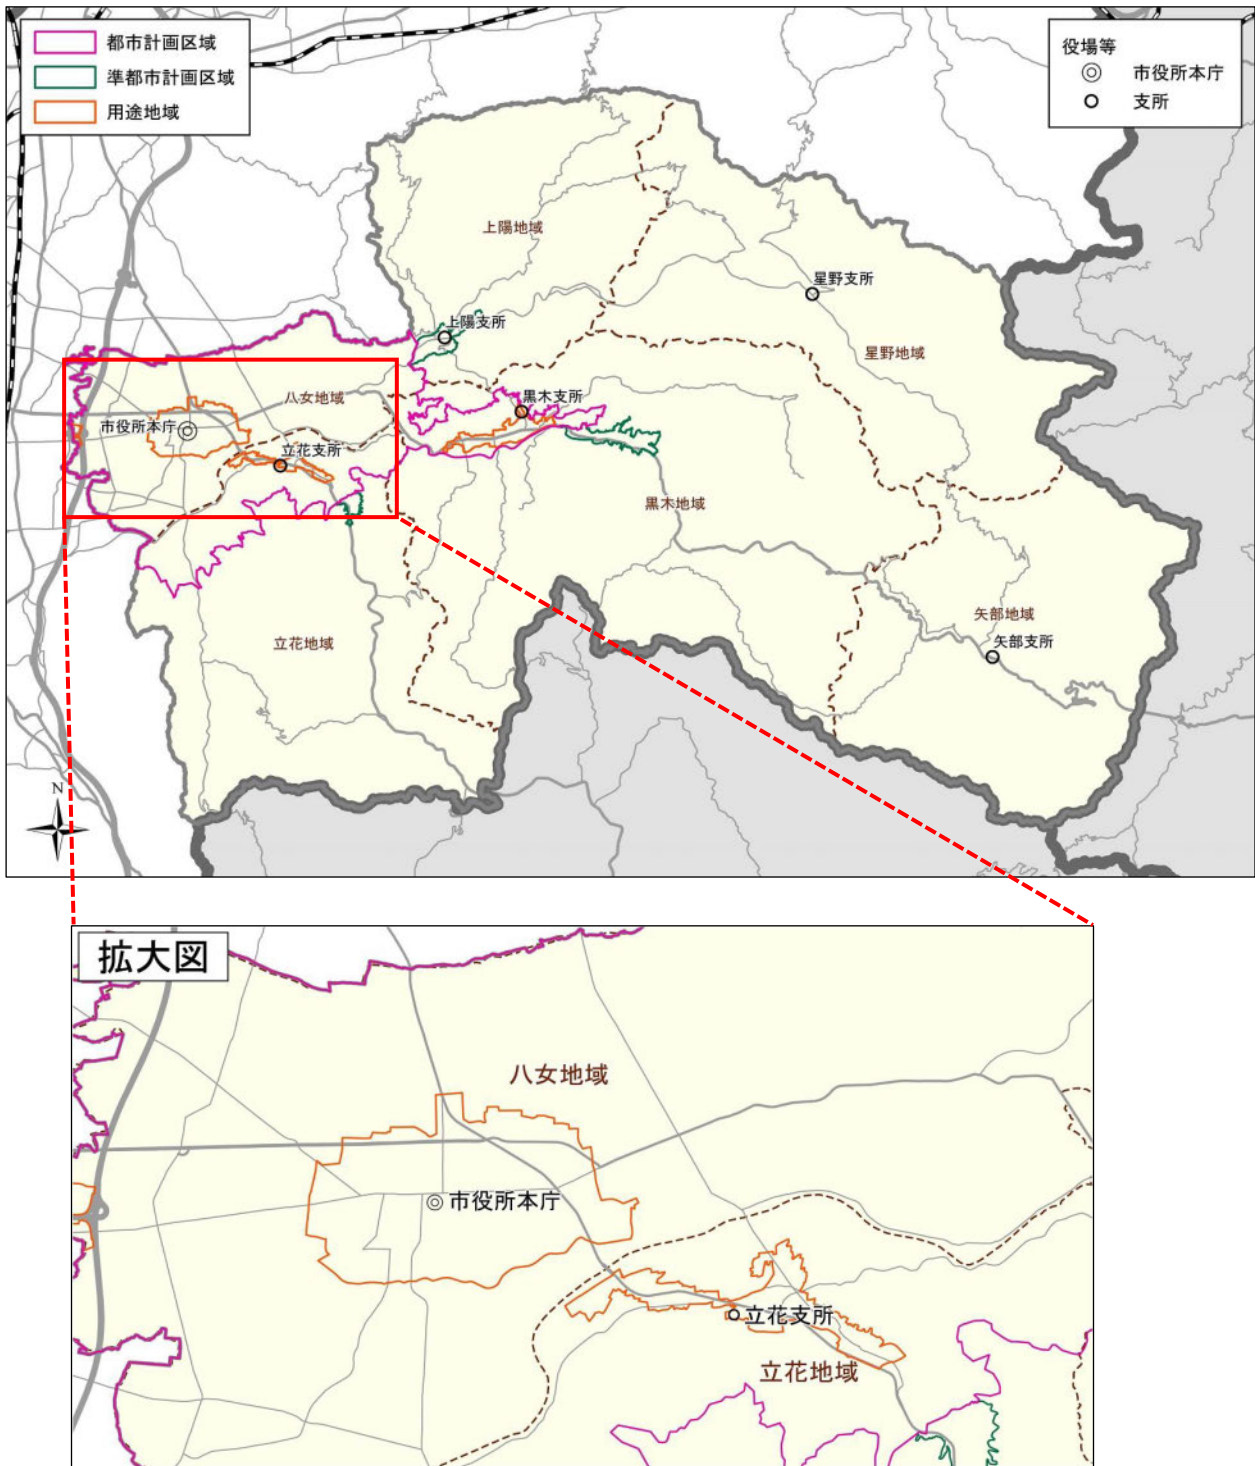 都市計画区域
準都市計画区域
用途地域
役場等
市役所本庁
支所
上陽地域
星野支所
上陽支所
星野地域
八女地域
黒木支所
市役所本庁
立花支所
黒木地域
矢部地域
立花地域
矢部支所
N
拡大図
八女地域
市役所本庁
立花支所
立花地域